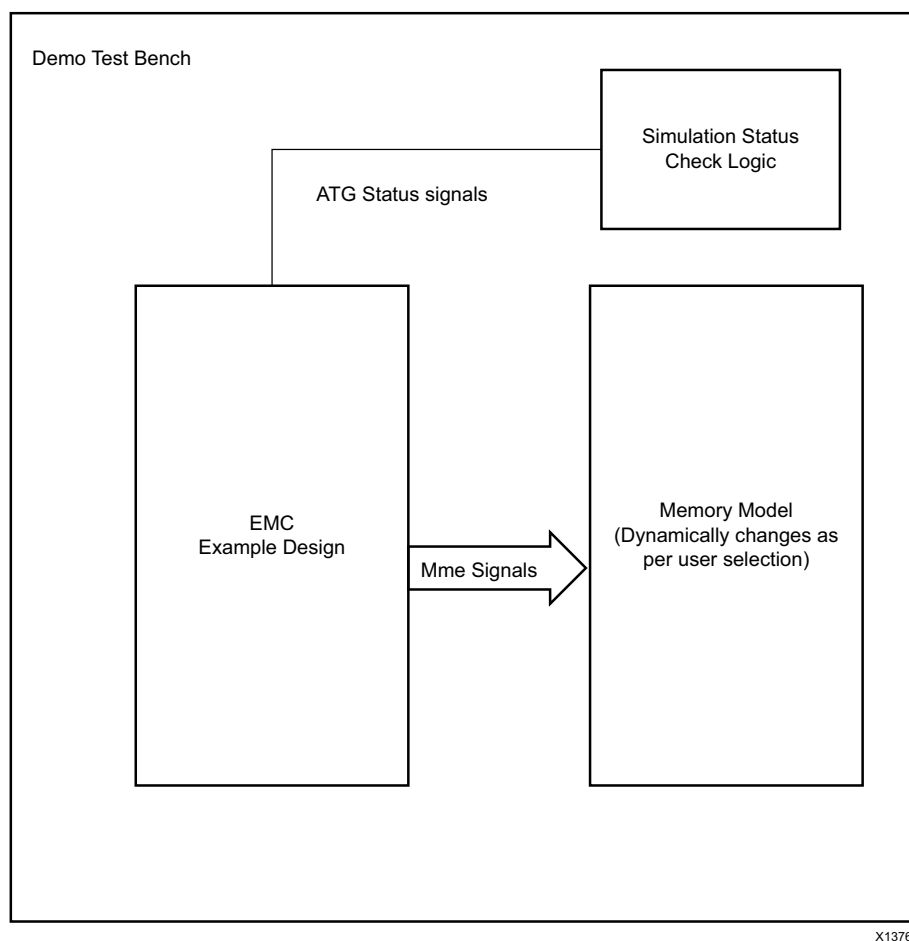 Demo Test Bench
Simulation Status
Check Logic
ATG Status signals
EMC
Example Design
Mme Signals
Memory Model
(Dynamically changes as
per user selection)
X1376